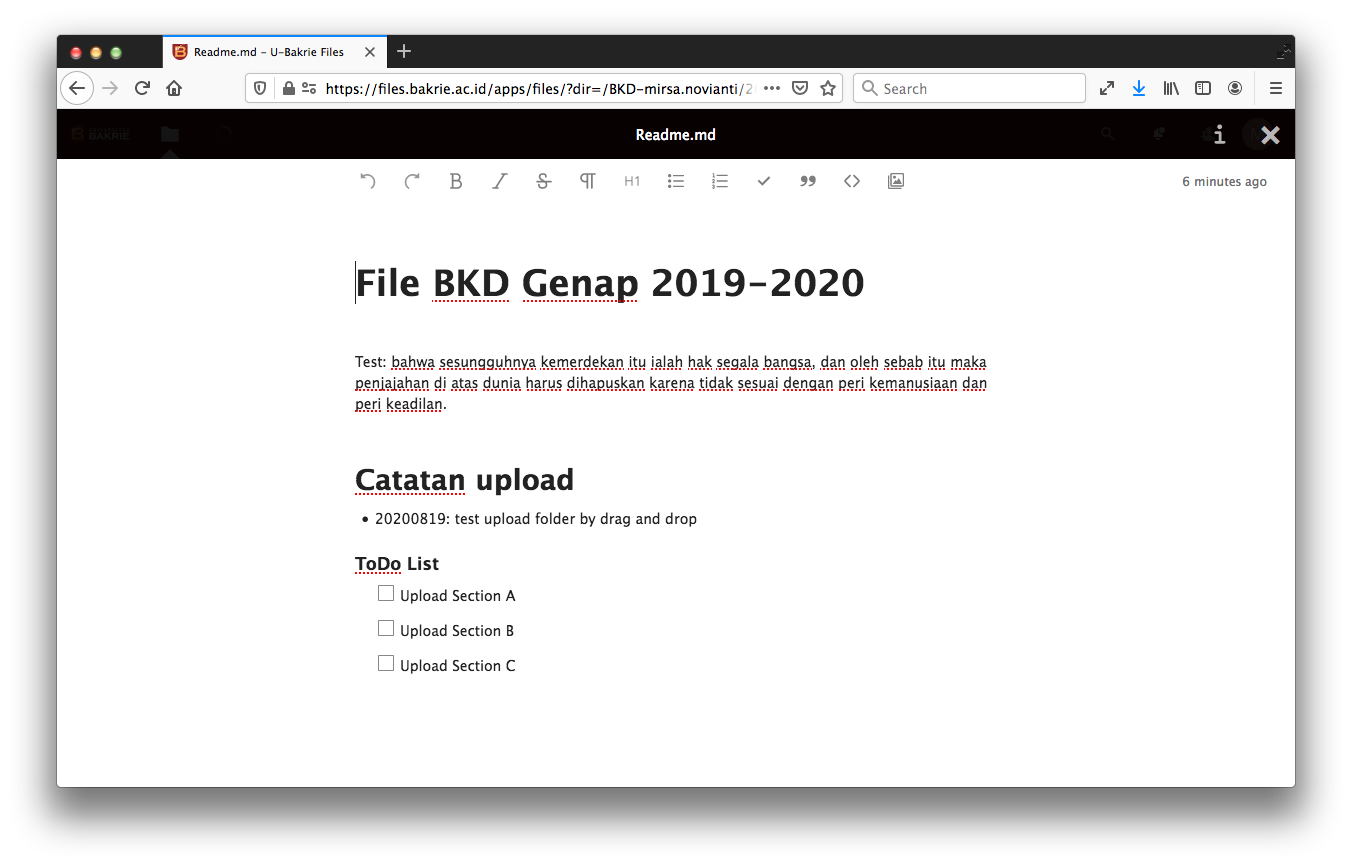 Readme.md – U-Bakrie Files
https://files.bakrie.ac.id/apps/files/?dir=/BKD-mirsa.novianti/2
Search
BAKRIE
Readme.md
H1
6 minutes ago
File BKD Genap 2019-2020
Test: bahwa sesungguhnya kemerdekan itu ialah hak segala bangsa, dan oleh sebab itu maka
penjajahan di atas dunia harus dihapuskan karena tidak sesuai dengan peri kemanusiaan dan
peri keadilan.
Catatan upload
• 20200819: test upload folder by drag and drop
ToDo List
Upload Section A
Upload Section B
Upload Section C